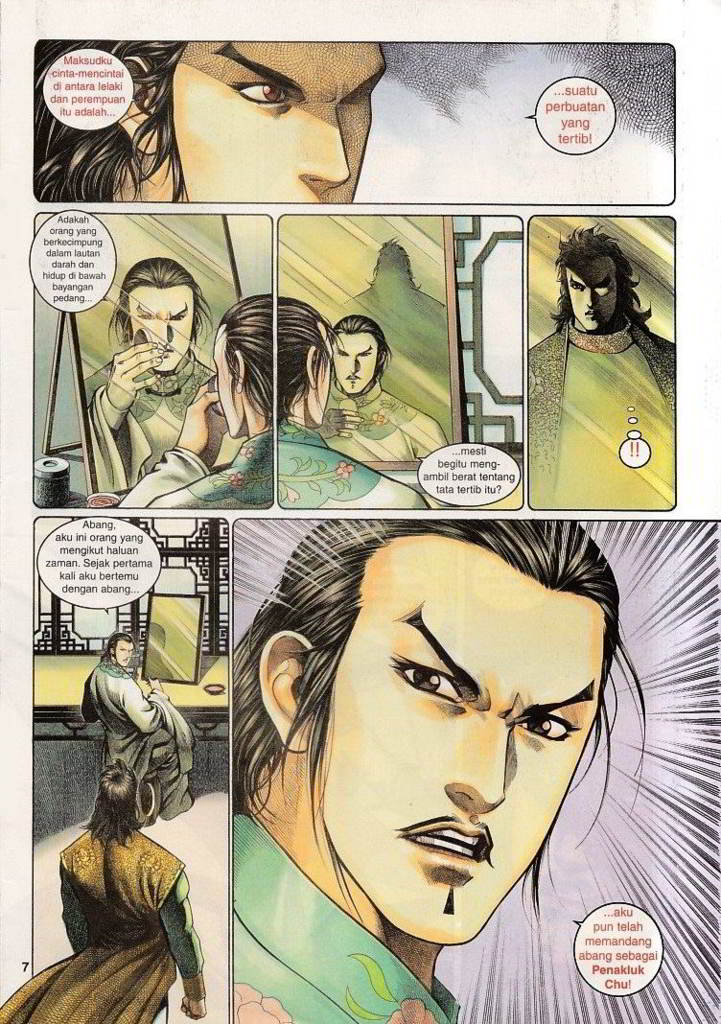 Maksudku
cinta-mencintai
di antara lelaki
dan perempuan
itu adalah...
...suatu
perbuatan
yang
tertib!
Adakah
orang yang
berkecimpung
dalam lautan
darah dan
hidup di bawah
bayangan
pedang...
...mesti
begitu meng-
ambil berat tentang
tata tertib itu?
!!
Abang,
aku ini orang yang
mengikut haluan
zaman. Sejak pertama
kali aku bertemu
dengan abang...
...aku
pun telah
memandang
abang sebagai
Penakluk
Chu!
7